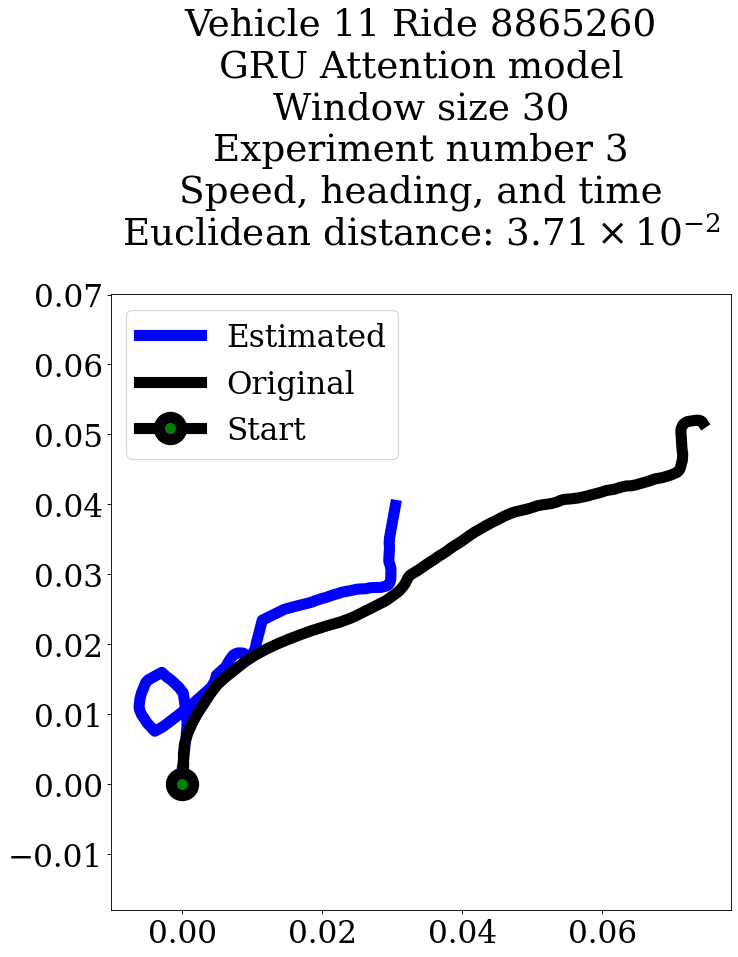 Vehicle 11 Ride 8865260
GRU Attention model
Window size 30
Experiment number 3
Speed, heading, and time
Euclidean distance: 3.71 × 10⁻²
0.07
0.06
0.05
0.04
0.03
0.02
0.01
0.00
−0.01
Estimated
Original
Start
0.00 0.02 0.04 0.06